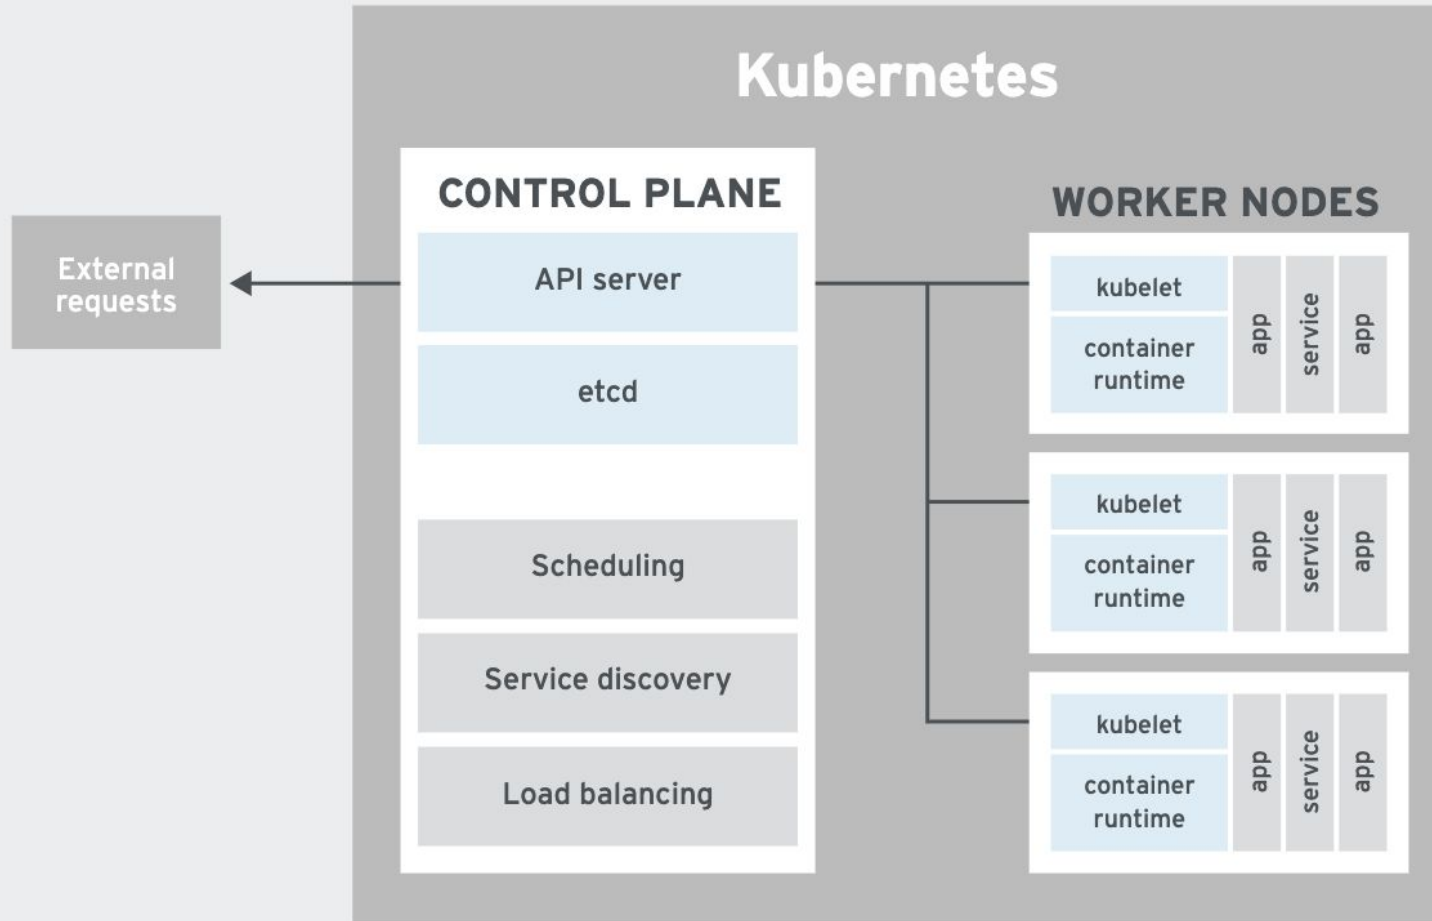 Kubernetes
CONTROL PLANE
API server
etcd
Scheduling
Service discovery
Load balancing
External
requests
WORKER NODES
kubelet
container
runtime
app
service
app
kubelet
container
runtime
app
service
app
kubelet
container
runtime
app
service
app